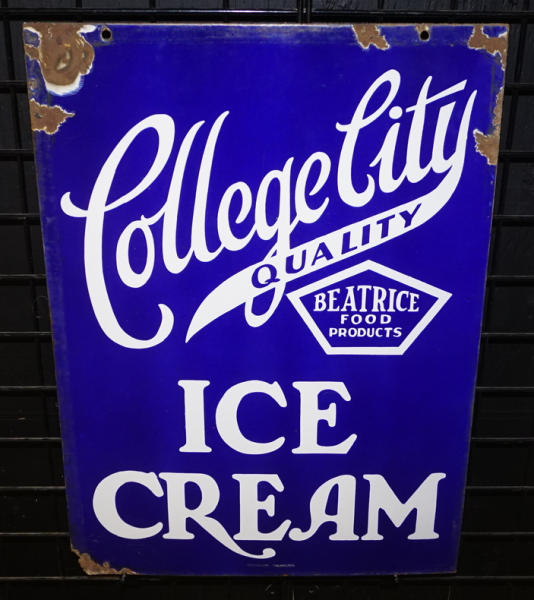 College City
QUALITY
BEATRICE
FOOD
PRODUCTS
ICE
CREAM